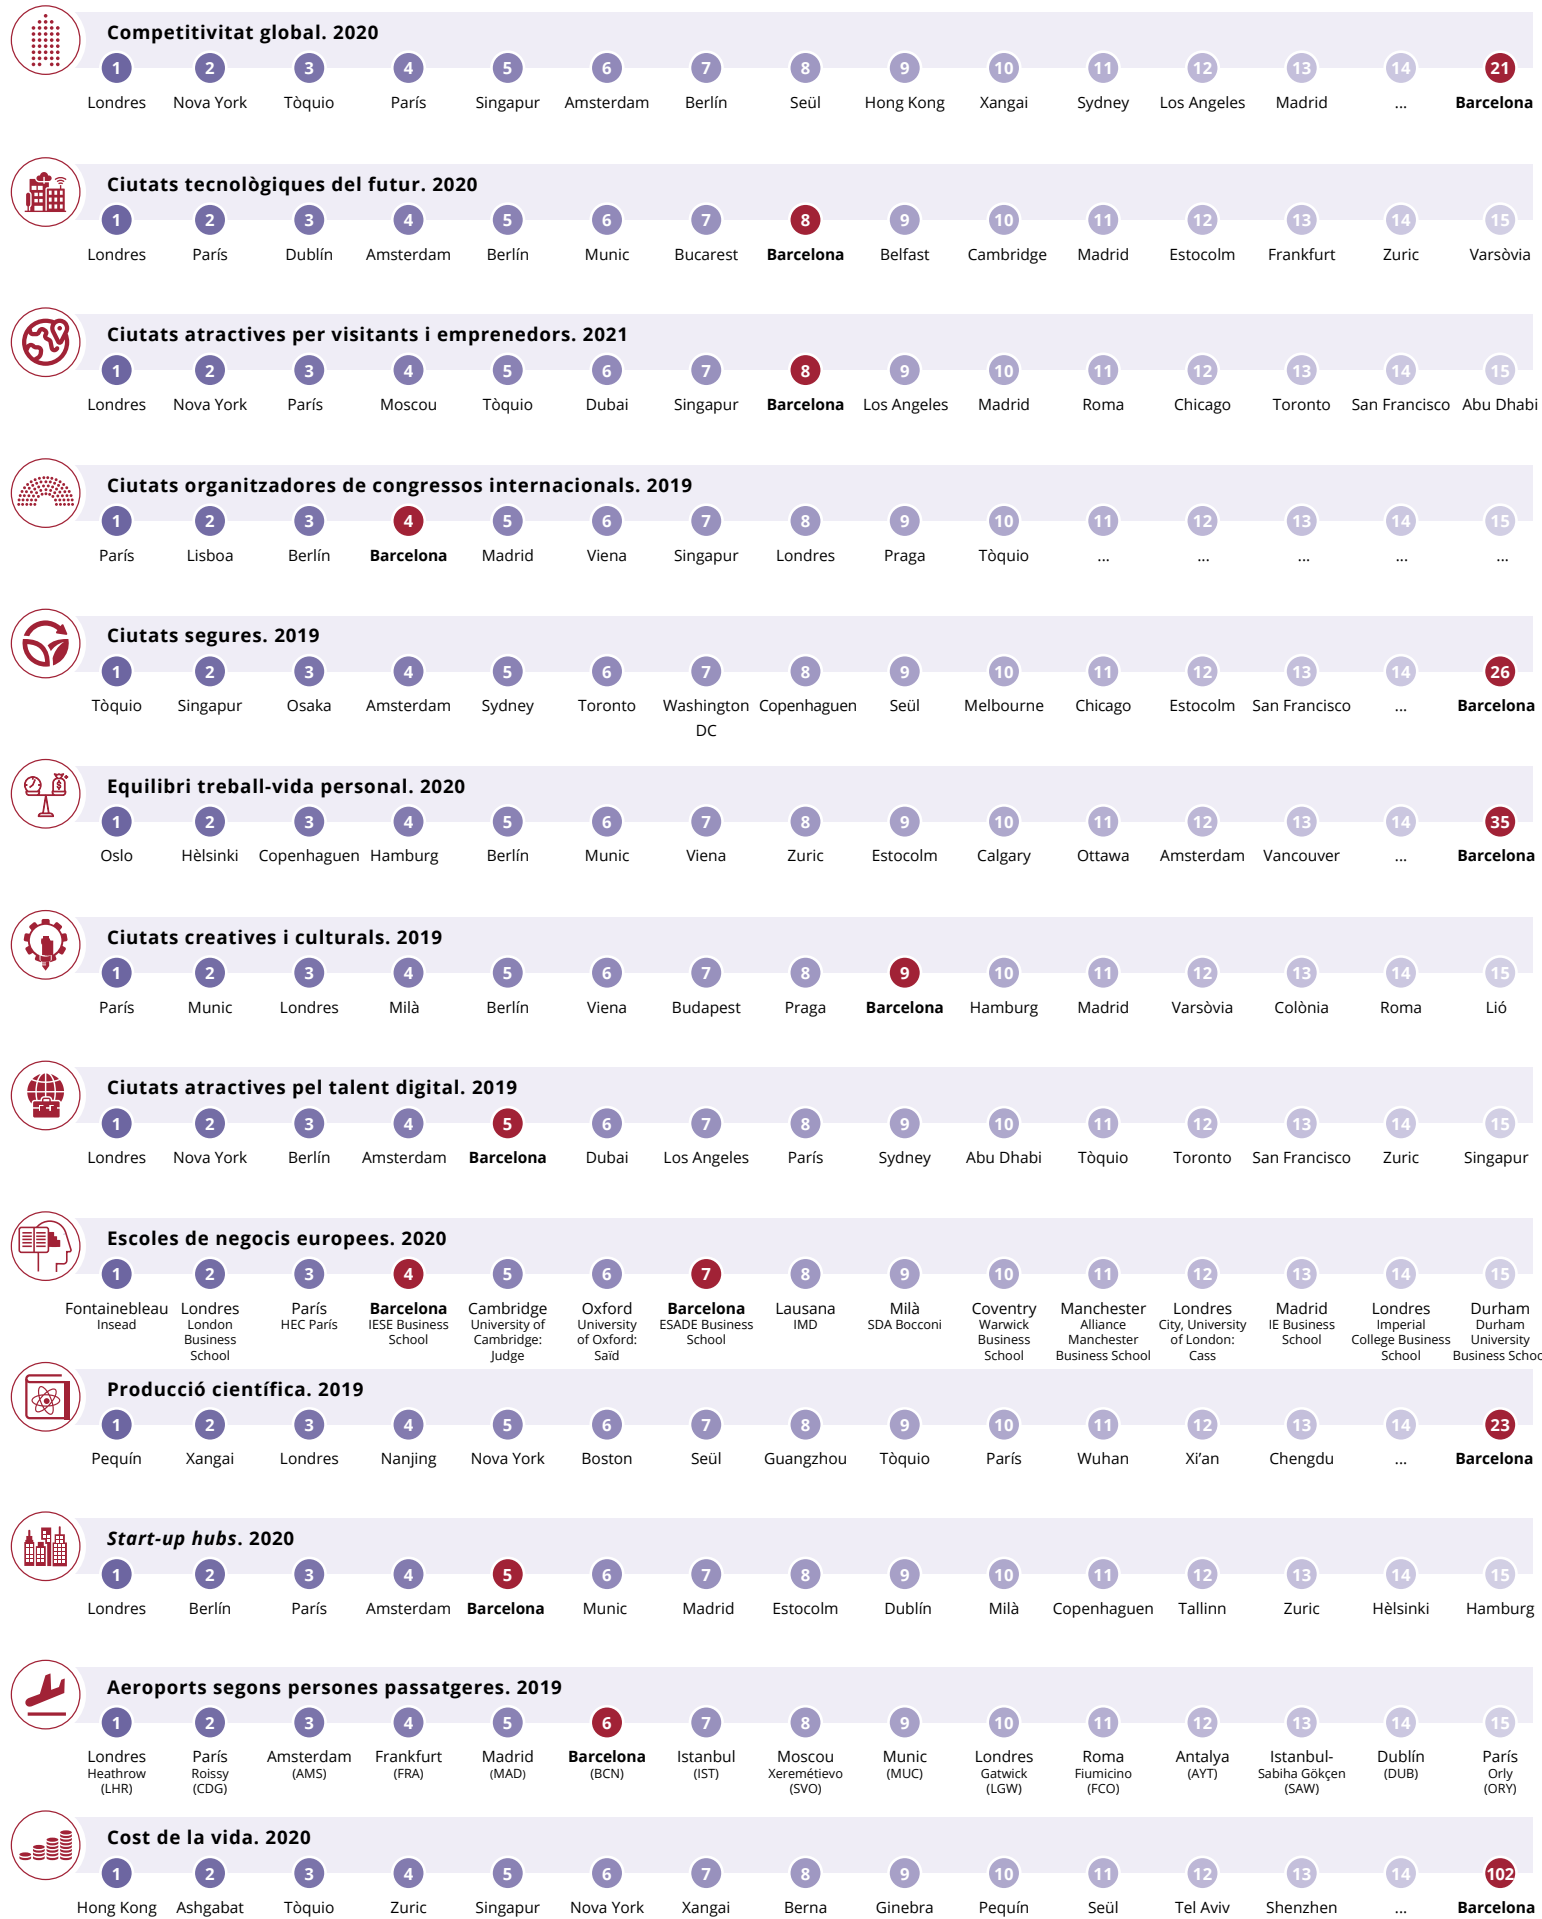 Competitivitat global. 2020
1 2 3 4 5 6 7 8 9 10 11 12 13 14 21
Londres Nova York Tòquio París Singapur Amsterdam Berlín Seül Hong Kong Xangai Sydney Los Angeles Madrid ... Barcelona
Ciutats tecnològiques del futur. 2020
1 2 3 4 5 6 7 8 9 10 11 12 13 14 15
Londres París Dublín Amsterdam Berlín Munic Bucarest Barcelona Belfast Cambridge Madrid Estocolm Frankfurt Zuric Varsòvia
Ciutats atractives per visitants i emprenedors. 2021
1 2 3 4 5 6 7 8 9 10 11 12 13 14 15
Londres Nova York París Moscou Tòquio Dubai Singapur Barcelona Los Angeles Madrid Roma Chicago Toronto San Francisco Abu Dhabi
Ciutats organitzadores de congressos internacionals. 2019
1 2 3 4 5 6 7 8 9 10 11 12 13 14 15
París Lisboa Berlín Barcelona Madrid Viena Singapur Londres Praga Tòquio ... ... ... ... ...
Ciutats segures. 2019
1 2 3 4 5 6 7 8 9 10 11 12 13 14 26
Tòquio Singapur Osaka Amsterdam Sydney Toronto Washington Copenhaguen Seül Melbourne Chicago Estocolm San Francisco ... Barcelona
DC
Equilibri treball-vida personal. 2020
1 2 3 4 5 6 7 8 9 10 11 12 13 14 35
Oslo Hèlsinki Copenhaguen Hamburg Berlín Munic Viena Zuric Estocolm Calgary Ottawa Amsterdam Vancouver ... Barcelona
Ciutats creatives i culturals. 2019
1 2 3 4 5 6 7 8 9 10 11 12 13 14 15
París Munic Londres Milà Berlín Viena Budapest Praga Barcelona Hamburg Madrid Varsòvia Colònia Roma Lió
Ciutats atractives pel talent digital. 2019
1 2 3 4 5 6 7 8 9 10 11 12 13 14 15
Londres Nova York Berlín Amsterdam Barcelona Dubai Los Angeles París Sydney Abu Dhabi Tòquio Toronto San Francisco Zuric Singapur
Escoles de negocis europees. 2020
1 2 3 4 5 6 7 8 9 10 11 12 13 14 15
Fontainebleau Londres París Barcelona Cambridge Oxford Barcelona Lausana Milà Coventry Manchester Londres Madrid Londres Durham
Insead London HEC París IESE Business University of University ESADE Business IMD SDA Bocconi Warwick Alliance City, University IE Business Imperial Durham
Business School Cambridge: of Oxford: School Business Manchester of London: School College Business University
School Judge Saïd School Business School Cass School Business Schoo
Producció científica. 2019
1 2 3 4 5 6 7 8 9 10 11 12 13 14 23
Pequín Xangai Londres Nanjing Nova York Boston Seül Guangzhou Tòquio París Wuhan Xi’an Chengdu ... Barcelona
Start-up hubs. 2020
1 2 3 4 5 6 7 8 9 10 11 12 13 14 15
Londres Berlín París Amsterdam Barcelona Munic Madrid Estocolm Dublín Milà Copenhaguen Tallinn Zuric Hèlsinki Hamburg
Aeroports segons persones passatgeres. 2019
1 2 3 4 5 6 7 8 9 10 11 12 13 14 15
Londres París Amsterdam Frankfurt Madrid Barcelona Istanbul Moscou Munic Londres Roma Antalya Istanbul- Dublín París
Heathrow Roissy (AMS) (FRA) (MAD) (BCN) (IST) Xeremétievo (MUC) Gatwick Fiumicino (AYT) Sabiha Gökçen (DUB) Orly
(LHR) (CDG) (SVO) (LGW) (FCO) (SAW) (ORY)
Cost de la vida. 2020
1 2 3 4 5 6 7 8 9 10 11 12 13 14 102
Hong Kong Ashgabat Tòquio Zuric Singapur Nova York Xangai Berna Ginebra Pequín Seül Tel Aviv Shenzhen ... Barcelona